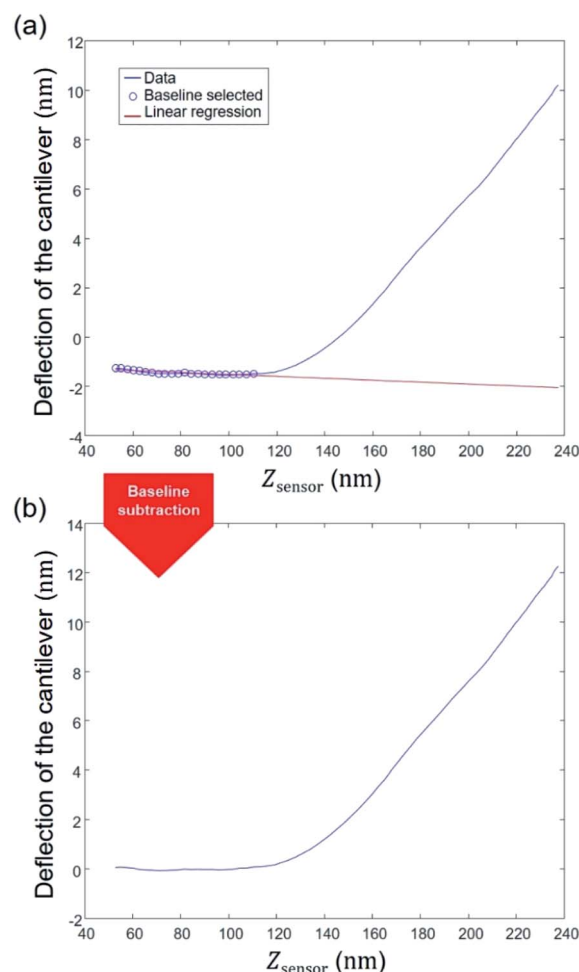 (a)
12
10
8
6
4
2
0
-2
-4
Deflection of the cantilever (nm)
Data
Baseline selected
Linear regression
40 60 80 100 120 140 160 180 200 220 240
Zsensor (nm)
Baseline
subtraction
(b)
14
12
10
8
6
4
2
0
-2
Deflection of the cantilever (nm)
40 60 80 100 120 140 160 180 200 220 240
Zsensor (nm)